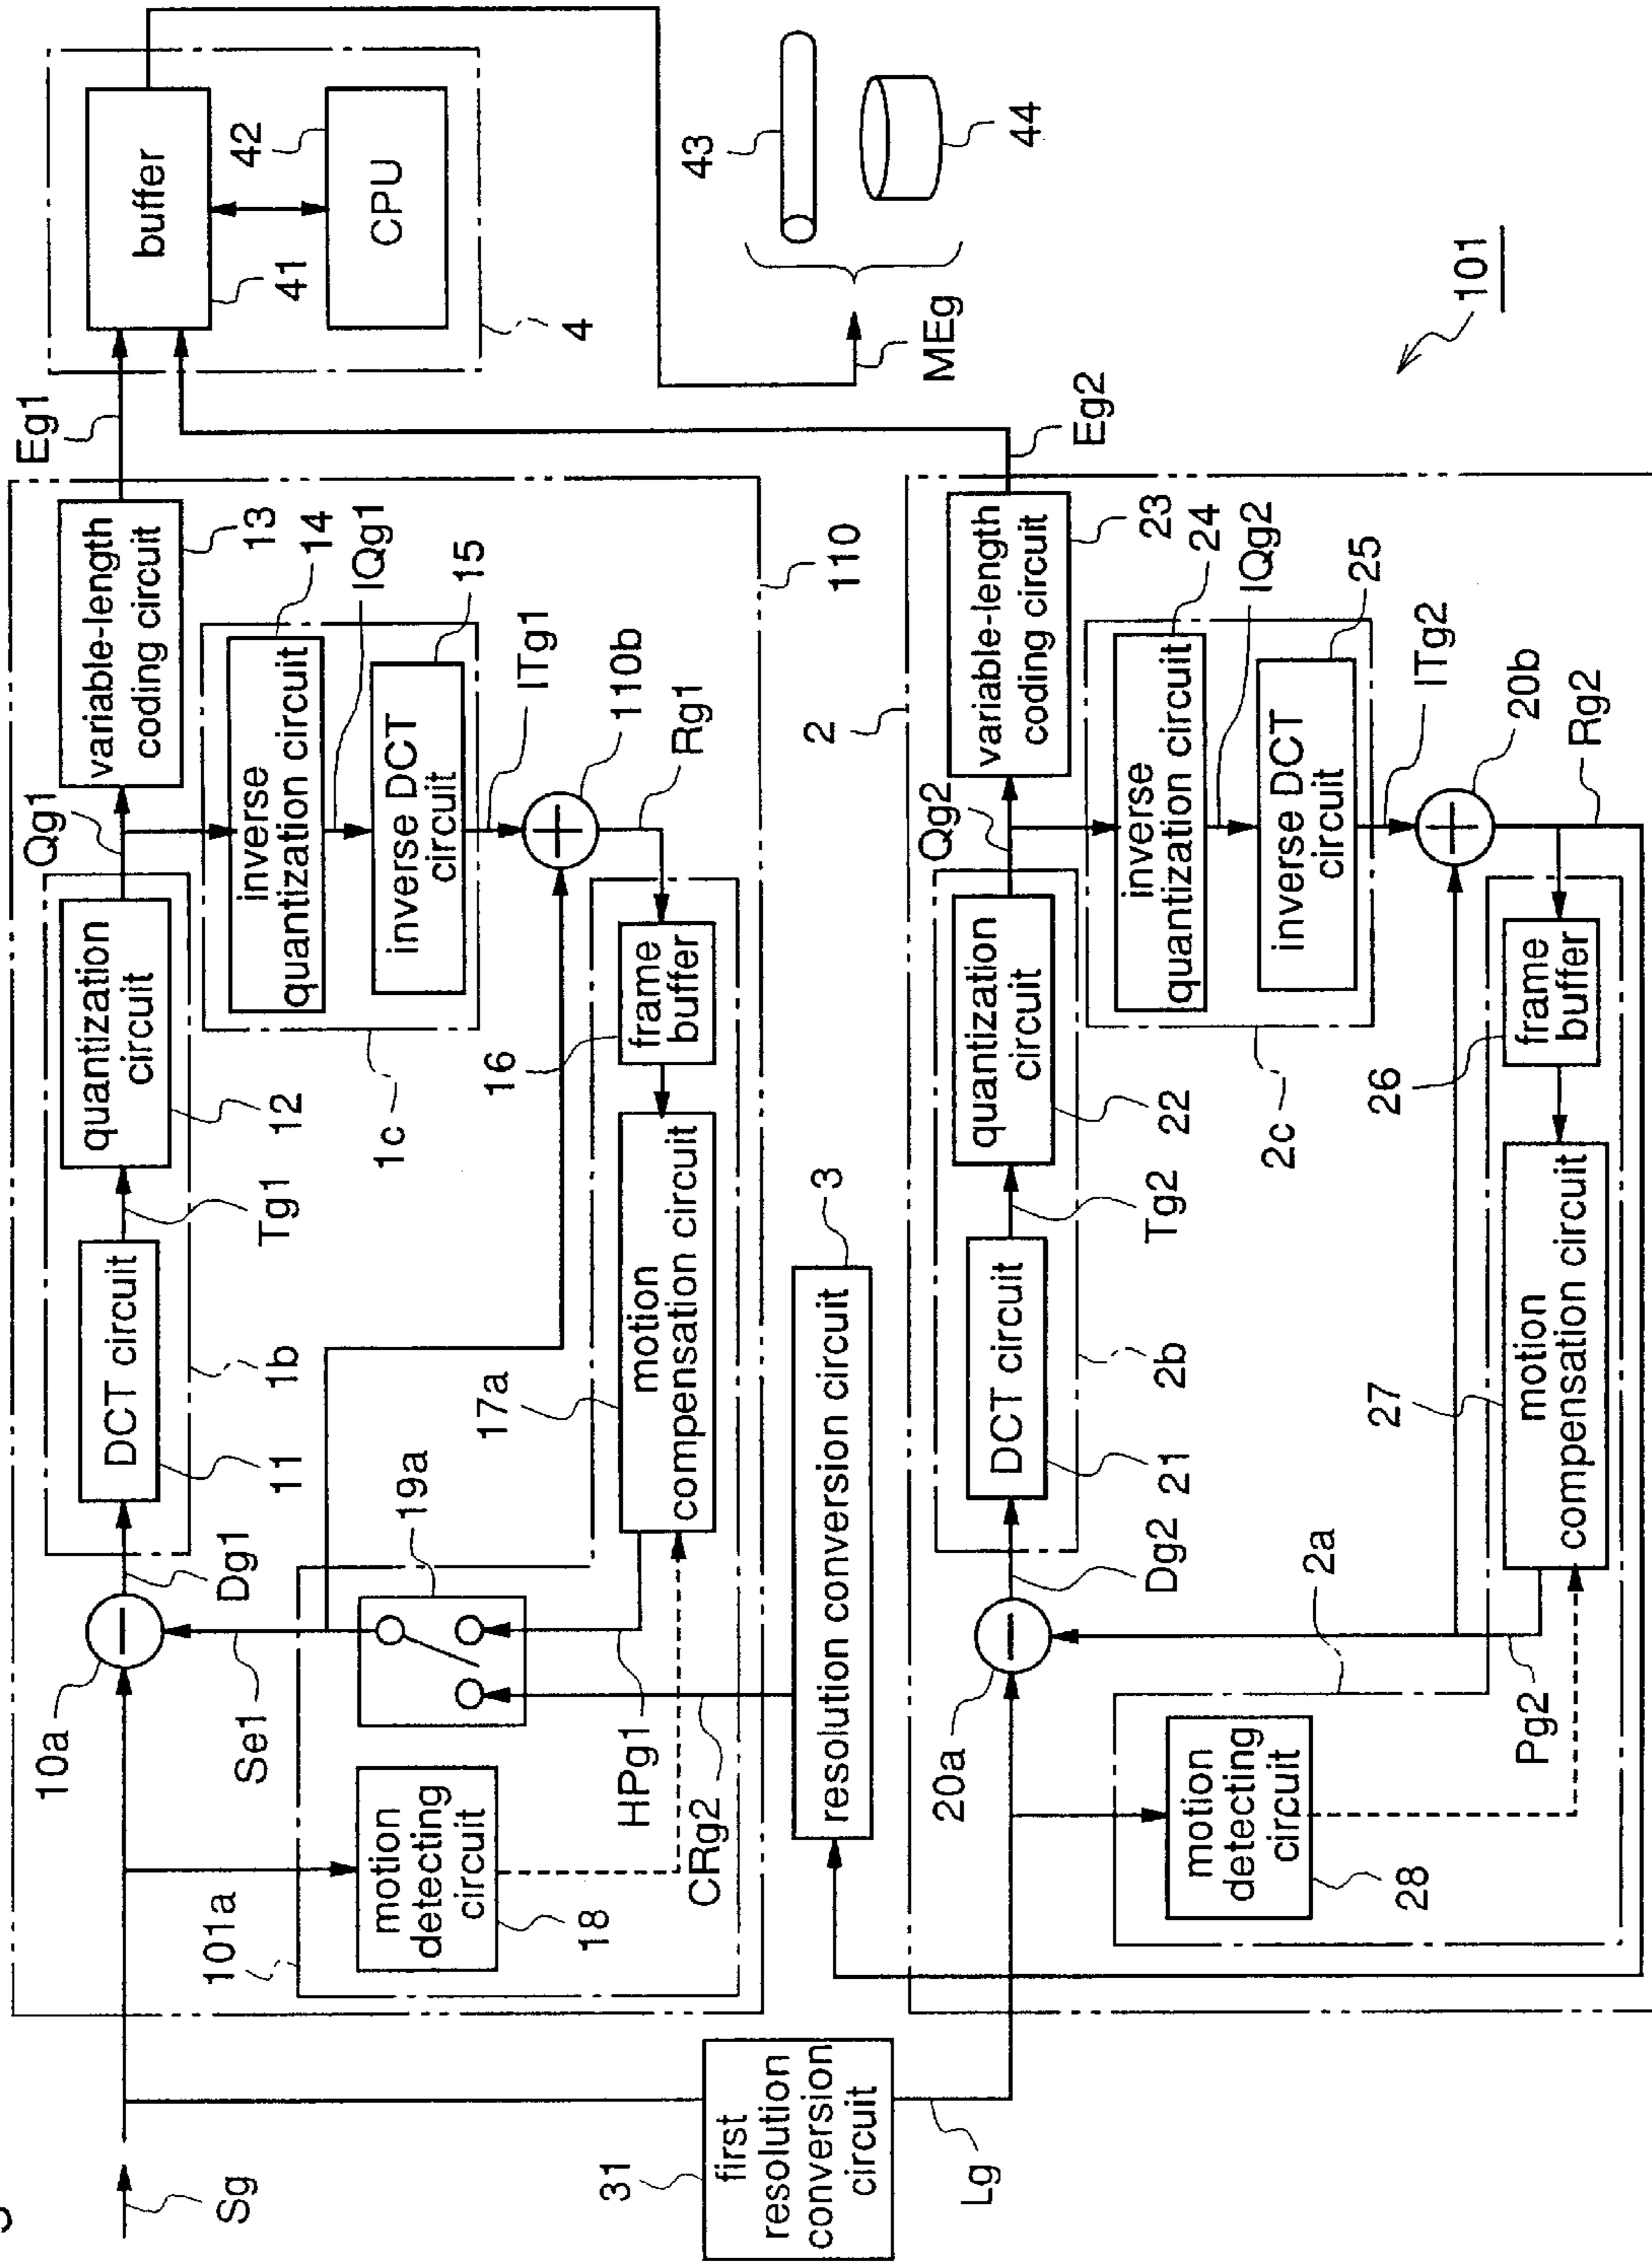 Sg
31
first
resolution
conversion
circuit
Lg
10a
Dg1
Se1
101a
motion
detecting
circuit
18
19a
HPg1
CRg2
DCT circuit
11
Tg1
1b
quantization
circuit
12
Qg1
variable-length
coding circuit
13
Eg1
inverse
quantization circuit
14
IQg1
inverse DCT
circuit
15
1c
ITg1
110b
Rg1
16
frame
buffer
17a
motion
compensation circuit
110
buffer
41
42
CPU
4
MEg
43
44
101
3
resolution conversion circuit
2
20a
Dg2
motion
detecting
circuit
28
2a
Pg2
DCT circuit
21
Tg2
2b
quantization
circuit
22
Qg2
variable-length
coding circuit
23
Eg2
inverse
quantization circuit
24
IQg2
inverse DCT
circuit
25
2c
ITg2
20b
Rg2
26
frame
buffer
27
motion
compensation circuit